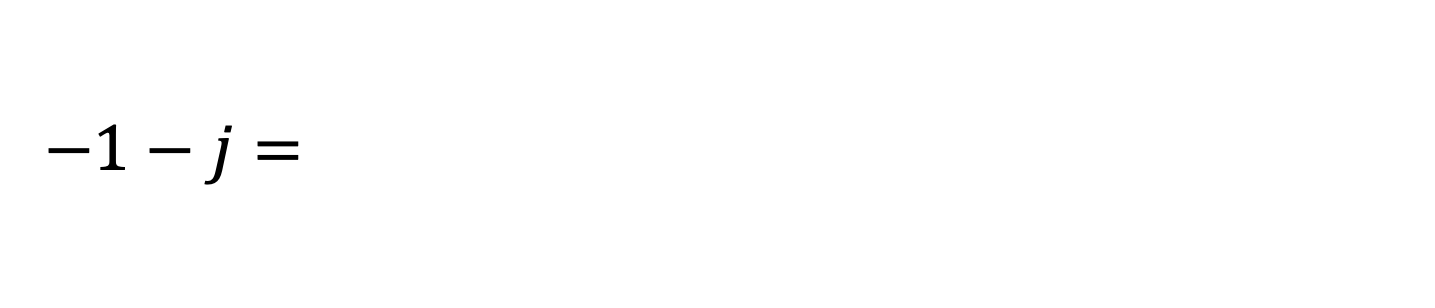 −1 − j =